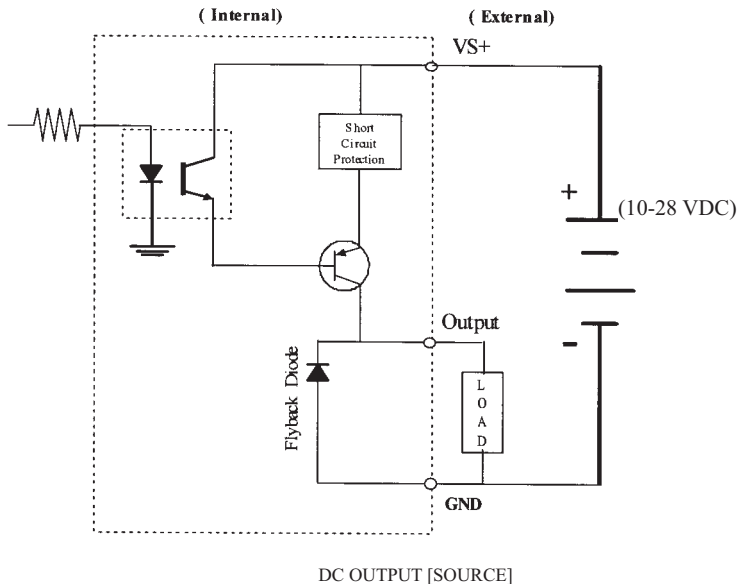 ( Internal)
( External)
VS+
Short
Circuit
Protection
+
(10-28 VDC)
Output
-
Flyback Diode
L
O
A
D
GND
DC OUTPUT [SOURCE]